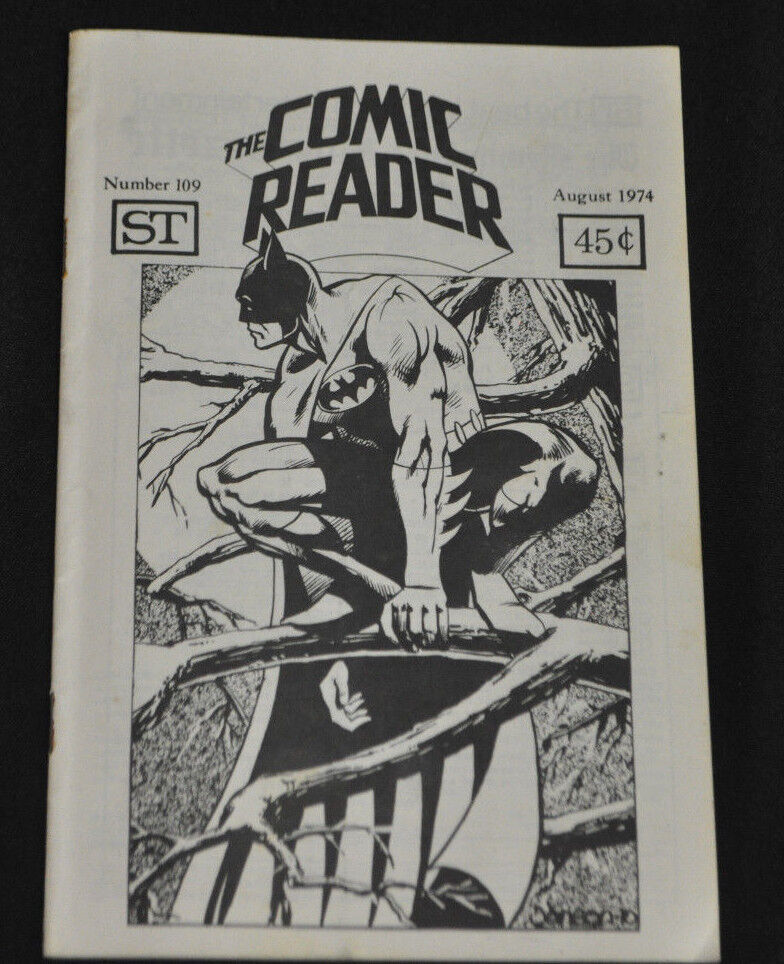 THE COMIC
READER
Number 109
August 1974
ST
45¢